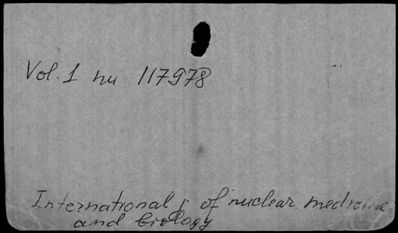 Vol. 1 nu 117978
International j. of nuclear medicine
and biology